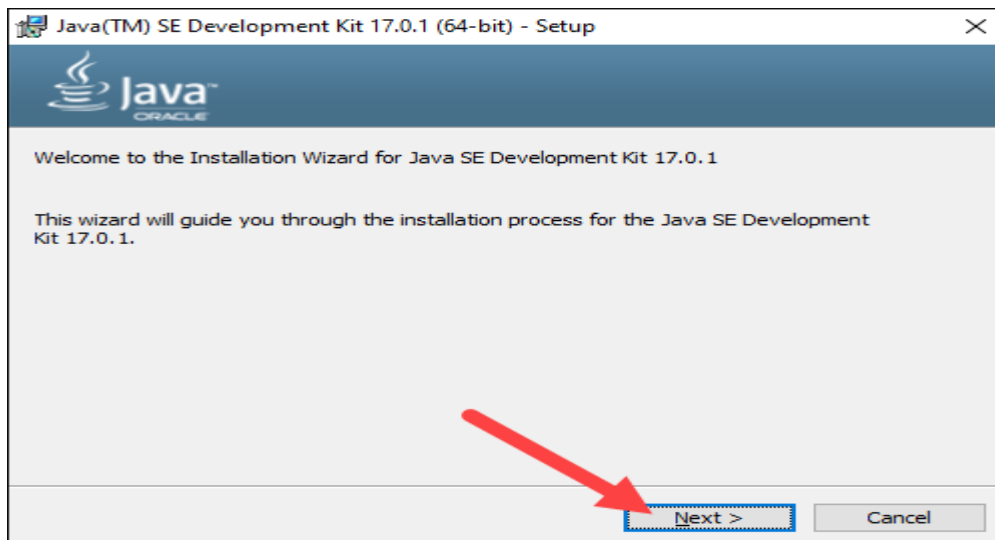 Java(TM) SE Development Kit 17.0.1 (64-bit) - Setup
Java™
ORACLE
Welcome to the Installation Wizard for Java SE Development Kit 17.0.1
This wizard will guide you through the installation process for the Java SE Development
Kit 17.0.1.
Next >
Cancel